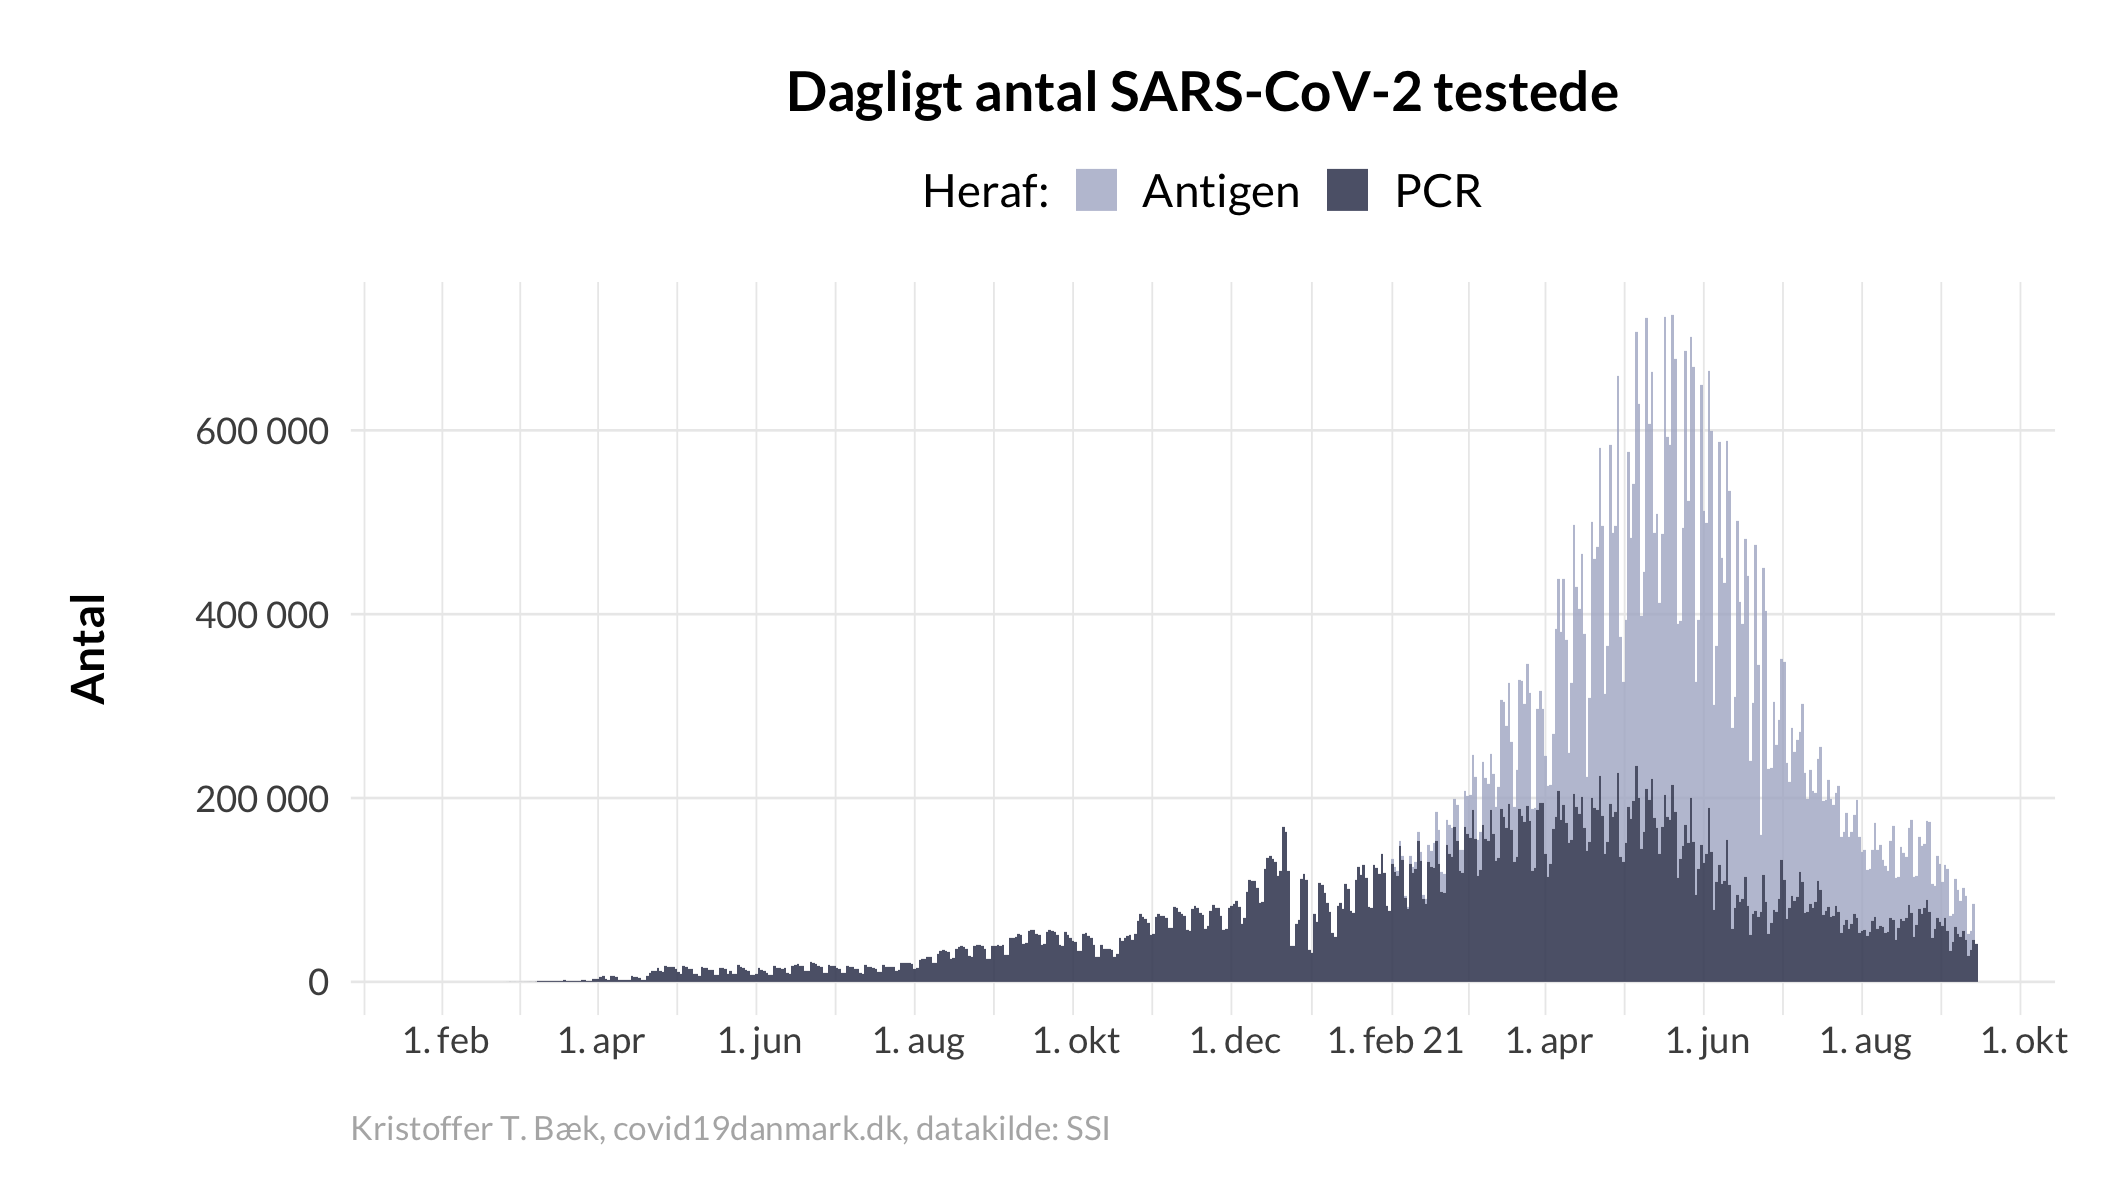 Dagligt antal SARS-CoV-2 testede
Heraf: Antigen PCR
Antal
600 000
400 000
200 000
0
1. feb 1. apr 1. jun 1. aug 1. okt 1. dec 1. feb 21 1. apr 1. jun 1. aug 1. okt
Kristoffer T. Bæk, covid19danmark.dk, datakilde: SSI